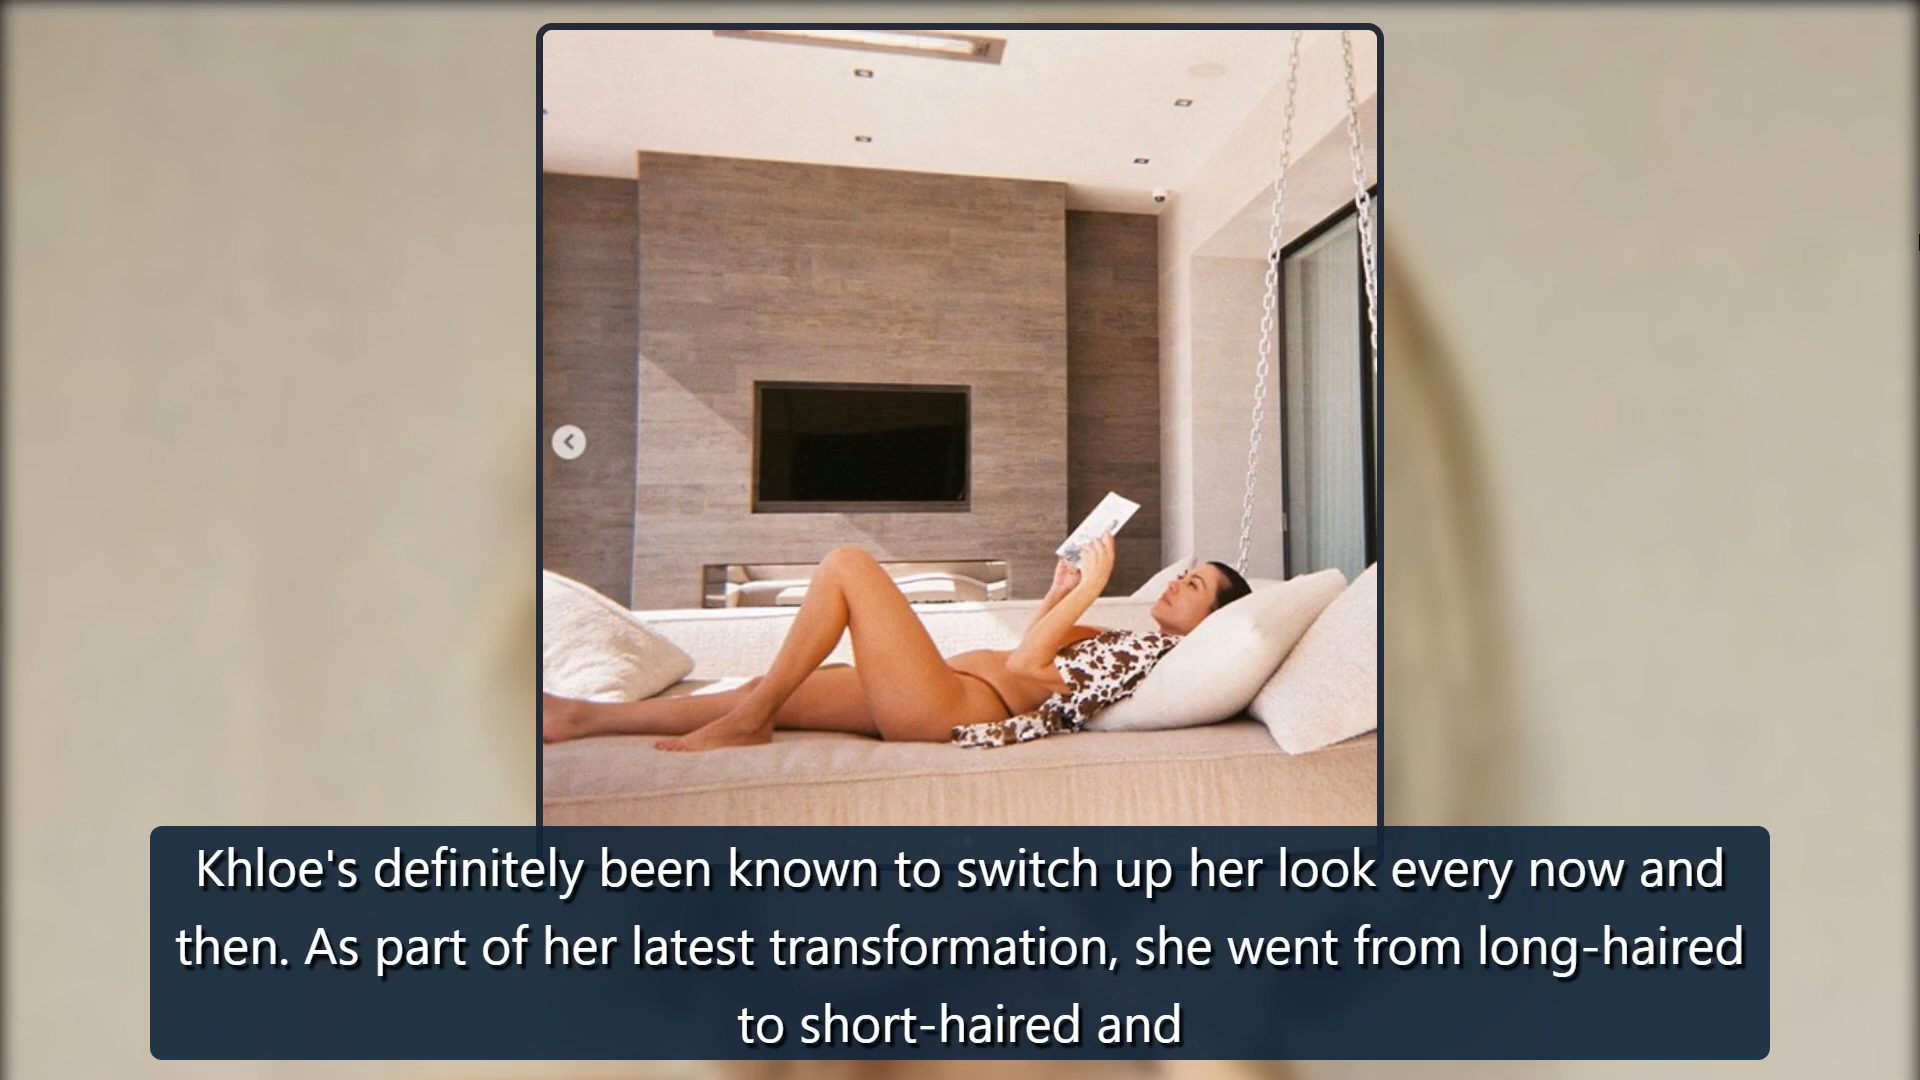 Khloe's definitely been known to switch up her look every now and
then. As part of her latest transformation, she went from long-haired
to short-haired and